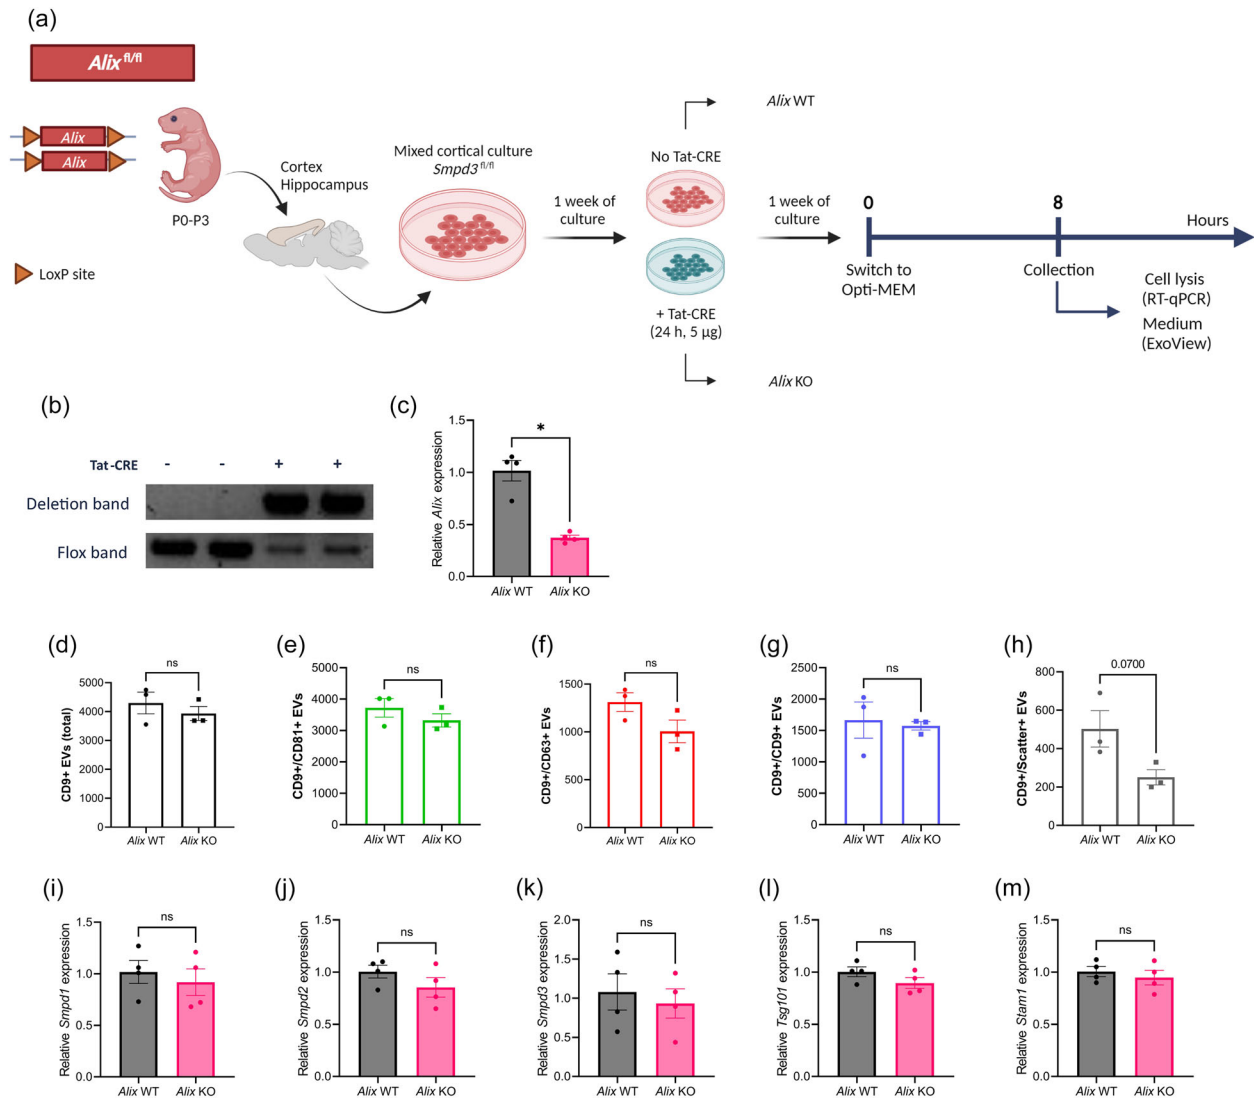 (a)
Alix fl/fl
Alix
Alix
P0-P3
LoxP site
Cortex
Hippocampus
Mixed cortical culture
Smpd3 fl/fl
1 week of
culture
Alix WT
No Tat-CRE
+ Tat-CRE
(24 h, 5 µg)
Alix KO
1 week of
culture
0
8
Hours
Switch to
Opti-MEM
Collection
Cell lysis
(RT-qPCR)
Medium
(ExoView)
(b)
Tat-CRE - - + +
Deletion band
Flox band
(c)
Relative Alix expression
1.5
1.0
0.5
0.0
*
Alix WT Alix KO
(d)
CD9+ EVs (total)
5000
4000
3000
2000
1000
0
ns
Alix WT Alix KO
(e)
CD9+/CD81+ EVs
5000
4000
3000
2000
1000
0
ns
Alix WT Alix KO
(f)
CD9+/CD63+ EVs
1500
1000
500
0
ns
Alix WT Alix KO
(g)
CD9+/CD9+ EVs
2500
2000
1500
1000
500
0
ns
Alix WT Alix KO
(h)
CD9+/Scatter+ EVs
800
600
400
200
0
0.0700
Alix WT Alix KO
(i)
Relative Smpd1 expression
1.5
1.0
0.5
0.0
ns
Alix WT Alix KO
(j)
Relative Smpd2 expression
1.5
1.0
0.5
0.0
ns
Alix WT Alix KO
(k)
Relative Smpd3 expression
2.0
1.5
1.0
0.5
0.0
ns
Alix WT Alix KO
(l)
Relative Tsg101 expression
1.5
1.0
0.5
0.0
ns
Alix WT Alix KO
(m)
Relative Stam1 expression
1.5
1.0
0.5
0.0
ns
Alix WT Alix KO